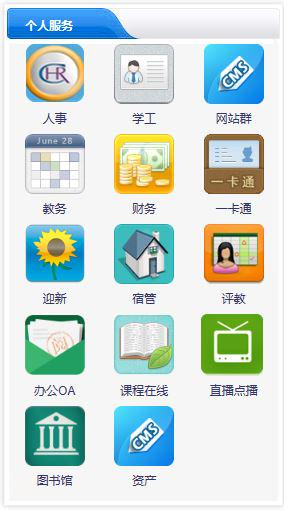 个人服务
CHR
CMS
人事
学工
网站群
June 28
一卡通
教务
财务
一卡通
迎新
宿管
评教
办公OA
课程在线
直播点播
CMS
图书馆
资产